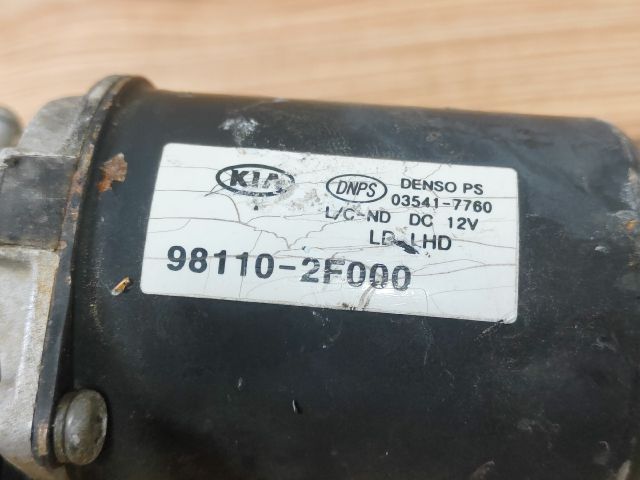 KIA
DNPS DENSO PS
03541-7760
L/C-ND DC 12V
LD LHD
98110-2F000